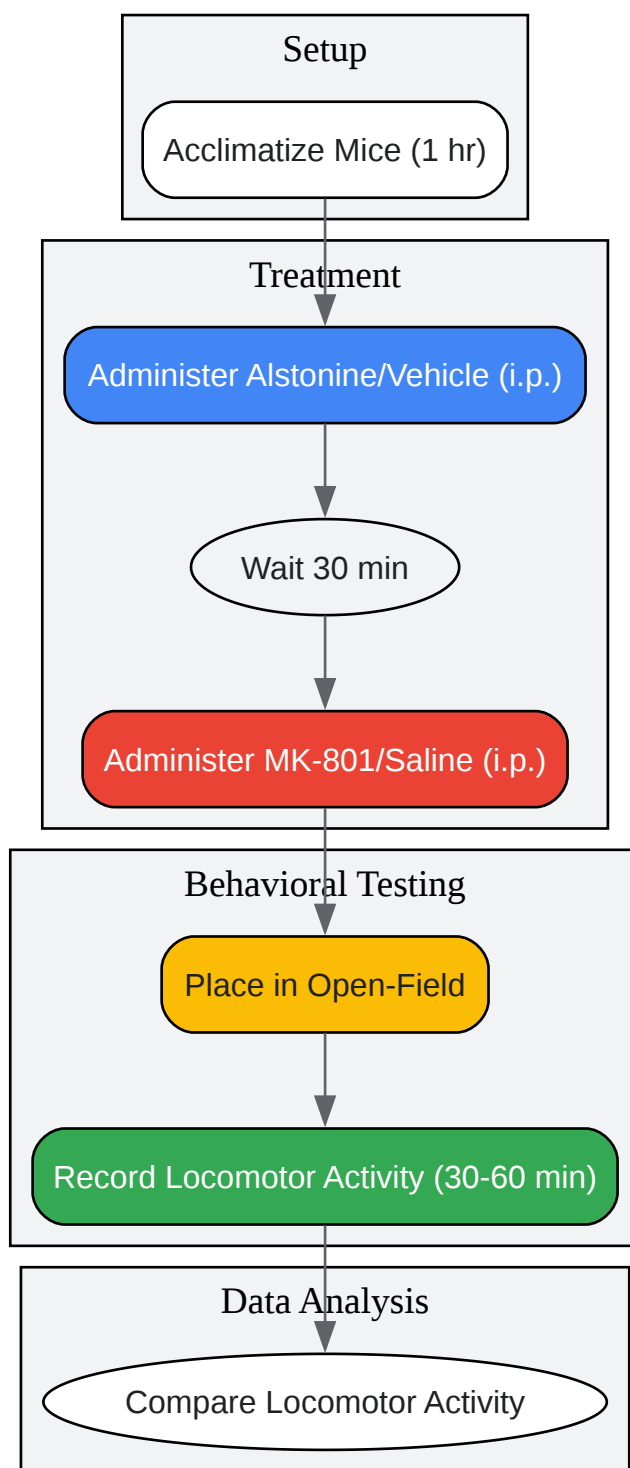 Setup
Acclimatize Mice (1 hr)
Treatment
Administer Alstonine/Vehicle (i.p.)
Wait 30 min
Administer MK-801/Saline (i.p.)
Behavioral Testing
Place in Open-Field
Record Locomotor Activity (30-60 min)
Data Analysis
Compare Locomotor Activity